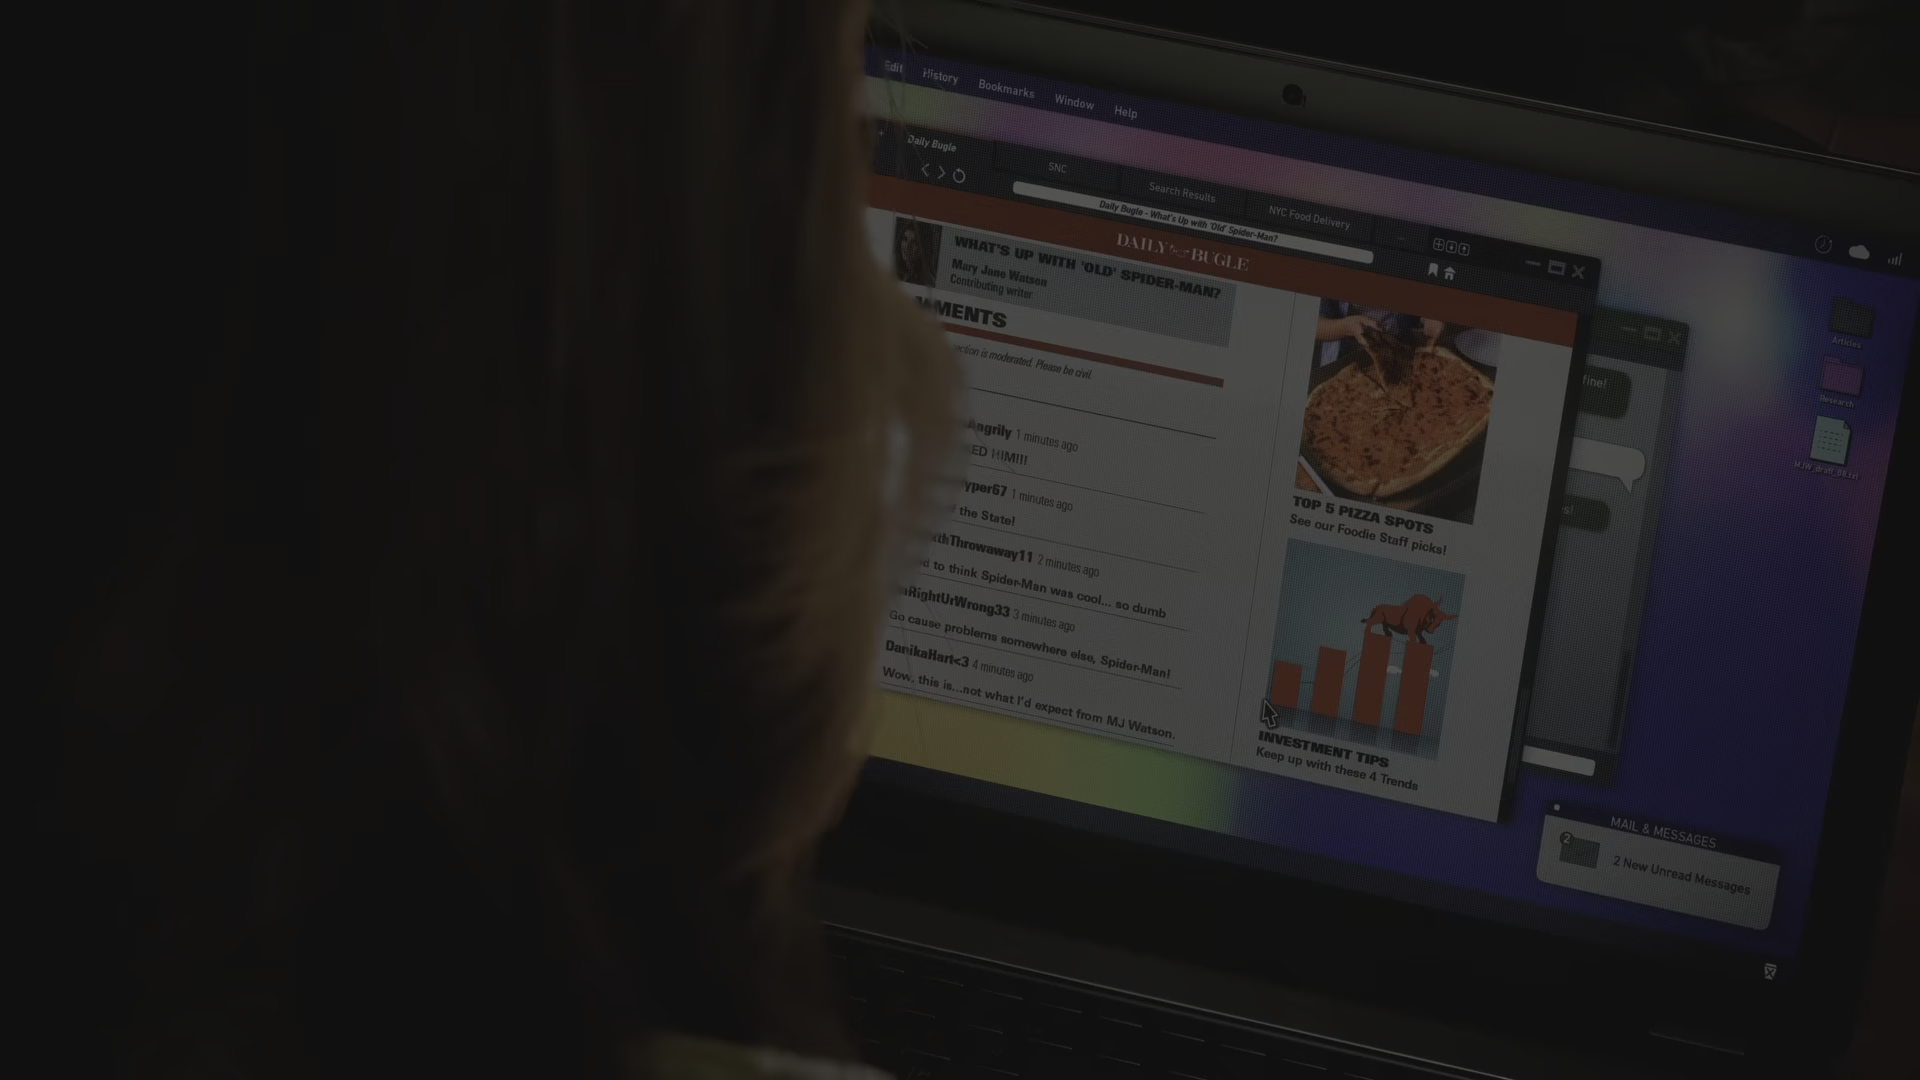 Edit History Bookmarks Window Help
Daily Bugle SNC Search Results NYC Food Delivery ...
Daily Bugle - What's Up with 'Old' Spider-Man?
DAILY BUGLE
WHAT'S UP WITH 'OLD' SPIDER-MAN?
Mary Jane Watson
Contributing writer
MENTS
is moderated. Please be civil.
Angrily 1 minutes ago
HIM!!!
yper67 1 minutes ago
the State!
thThrowaway11 2 minutes ago
to think Spider-Man was cool... so dumb
RightUrWrong33 3 minutes ago
Go cause problems somewhere else, Spider-Man!
DanikaHart<3 4 minutes ago
Wow, this is...not what I'd expect from MJ Watson.
TOP 5 PIZZA SPOTS
See our Foodie Staff picks!
INVESTMENT TIPS
Keep up with these 4 Trends
fine!
Articles
Research
MJW_draft_08.txt
MAIL & MESSAGES
2
2 New Unread Messages